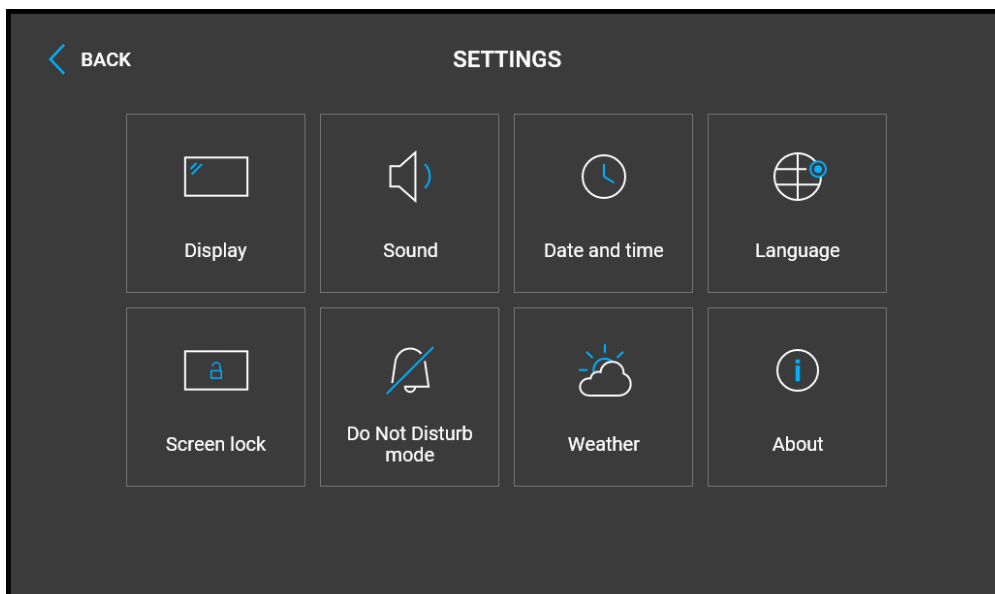 BACK
SETTINGS
Display
Sound
Date and time
Language
Screen lock
Do Not Disturb
mode
Weather
About